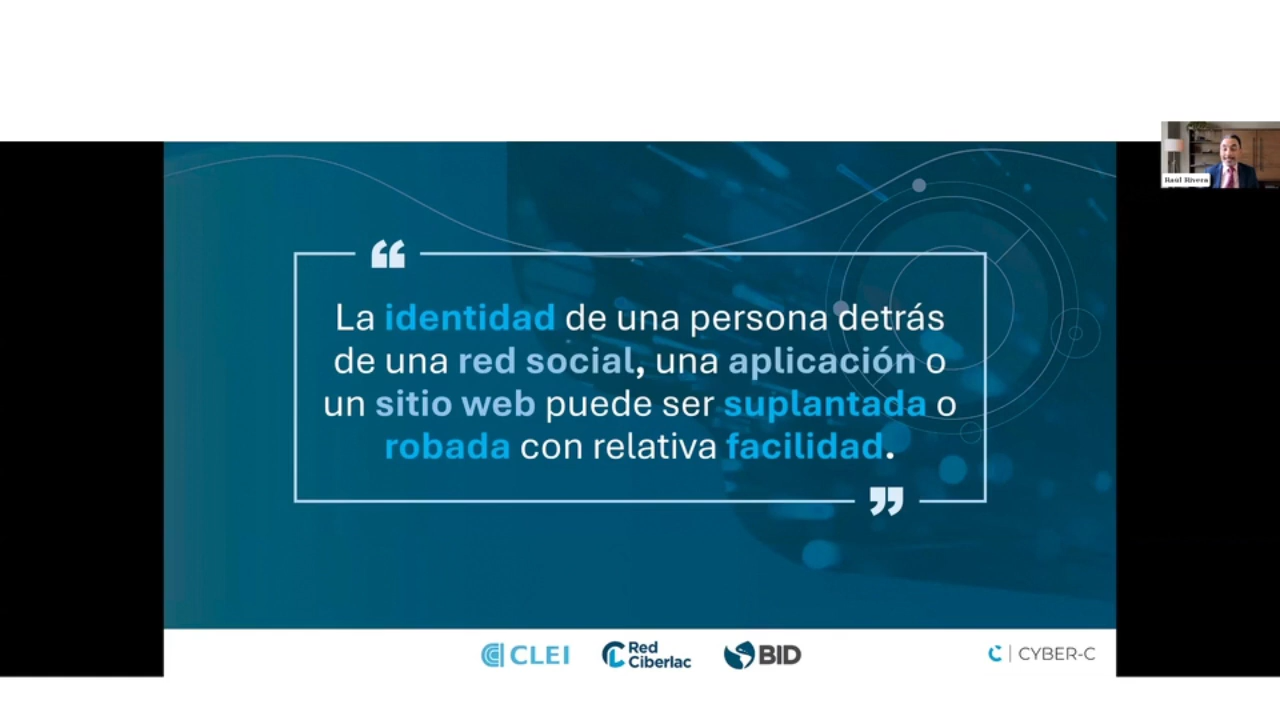 Raúl Rivera
“
La identidad de una persona detrás
de una red social, una aplicación o
un sitio web puede ser suplantada o
robada con relativa facilidad.
”
CLEI
Red
Ciberlac
BID
CYBER-C